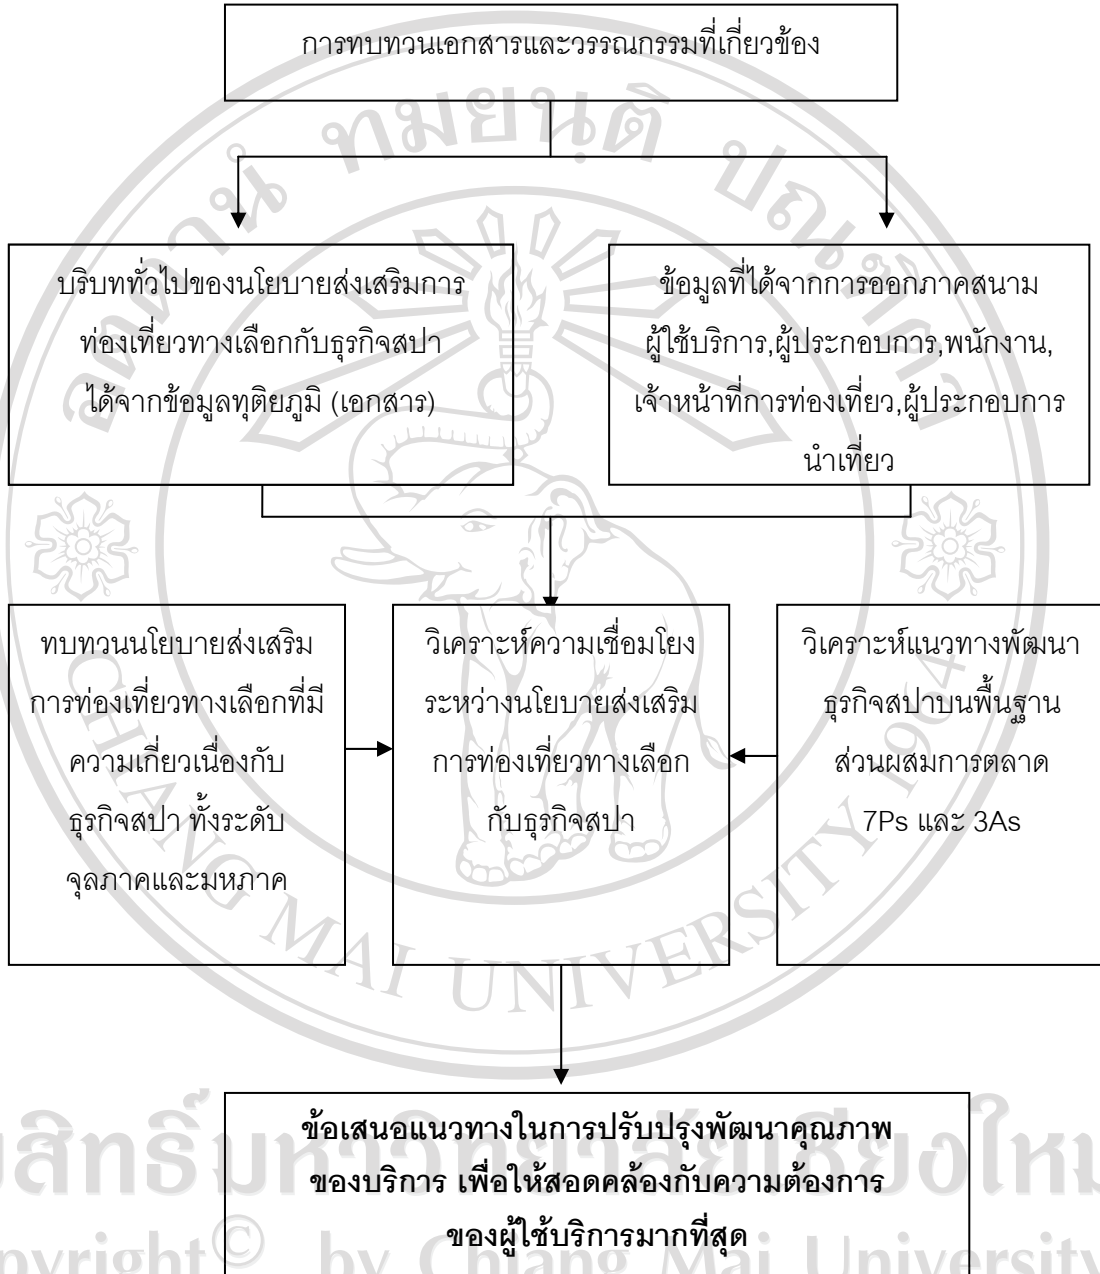 การทบทวนเอกสารและวรรณกรรมที่เกี่ยวข้อง
บริบททั่วไปของนโยบายส่งเสริมการ
ท่องเที่ยวทางเลือกกับธุรกิจสปา
ได้จากข้อมูลทุติยภูมิ (เอกสาร)
ข้อมูลที่ได้จากการออกภาคสนาม
ผู้ใช้บริการ,ผู้ประกอบการ,พนักงาน,
เจ้าหน้าที่การท่องเที่ยว,ผู้ประกอบการ
นำเที่ยว
ทบทวนนโยบายส่งเสริม
การท่องเที่ยวทางเลือกที่มี
ความเกี่ยวเนื่องกับ
ธุรกิจสปา ทั้งระดับ
จุลภาคและมหภาค
วิเคราะห์ความเชื่อมโยง
ระหว่างนโยบายส่งเสริม
การท่องเที่ยวทางเลือก
กับธุรกิจสปา
วิเคราะห์แนวทางพัฒนา
ธุรกิจสปาบนพื้นฐาน
ส่วนผสมการตลาด
7Ps และ 3As
ข้อเสนอแนวทางในการปรับปรุงพัฒนาคุณภาพ
ของบริการ เพื่อให้สอดคล้องกับความต้องการ
ของผู้ใช้บริการมากที่สุด
อตฺตานํ ทมยนฺติ ปณฺฑิตา
CHIANG MAI UNIVERSITY 1964
by Chiang Mai University